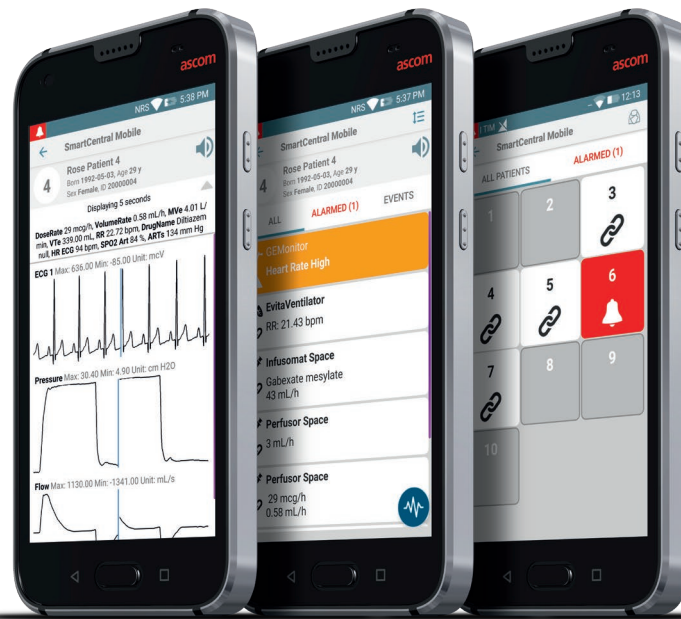 ascom
NRS 5:38 PM
SmartCentral Mobile
4
Rose Patient 4
Born 1992-05-03, Age 29 y
Sex Female, ID 20000004
Displaying 5 seconds
DoseRate 29 mcg/h, VolumeRate 0.58 mL/h, MVe 4.01 L/
min, VTe 339.00 mL, RR 22.72 bpm, DrugName Diltiazem
null, HR ECG 94 bpm, SPO2 Art 84 %, ARTs 134 mm Hg
ECG 1 Max: 636.00 Min: -85.00 Unit: mcV
Pressure Max: 30.40 Min: 4.90 Unit: cm H2O
Flow Max: 1130.00 Min:-1341.00 Unit: mL/s
ascom
NRS 5:37 PM
SmartCentral Mobile
4
Rose Patient 4
Born 1992-05-03, Age 29 y
Sex Female, ID 20000004
ALL ALARMED (1) EVENTS
GEMonitor
Heart Rate High
EvitaVentilator
RR: 21.43 bpm
Infusomat Space
Gabexate mesylate
43 mL/h
Perfusor Space
3 mL/h
Perfusor Space
29 mcg/h
0.58 mL/h
ascom
TIM 12:13
SmartCentral Mobile
ALL PATIENTS ALARMED (1)
1 2 3
4 5 6
7 8 9
10